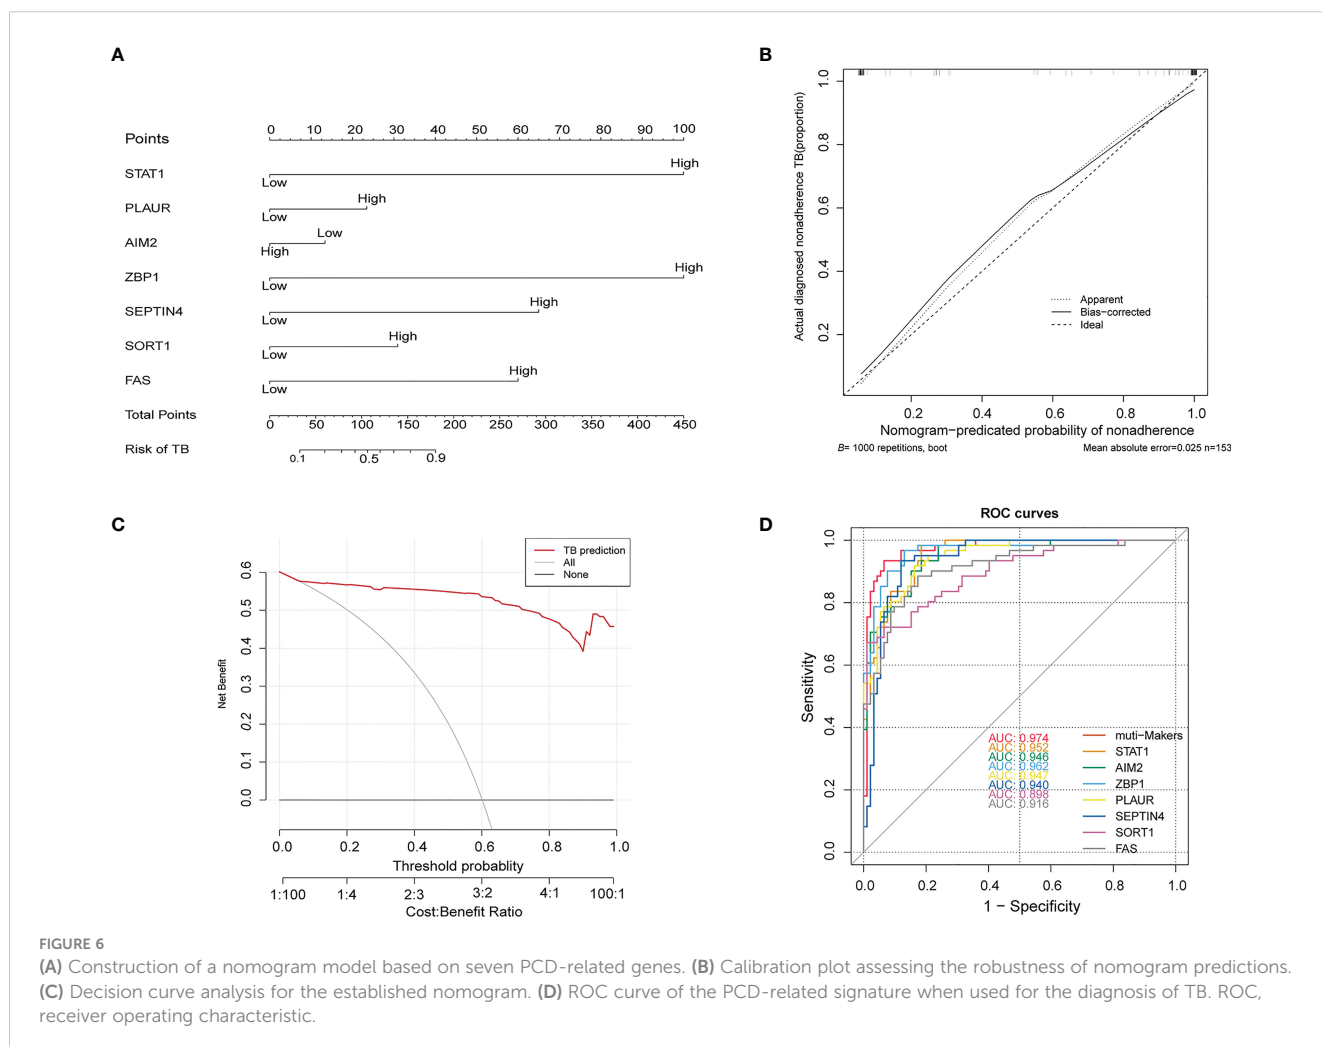 A
Points
0 10 20 30 40 50 60 70 80 90 100
STAT1
High
Low
PLAUR
High
Low
AIM2
Low
High
ZBP1
High
Low
SEPTIN4
High
Low
SORT1
High
Low
FAS
High
Low
Total Points
0 50 100 150 200 250 300 350 400 450
Risk of TB
0.1 0.5 0.9
B
Actual diagnosed nonadherence TB(proportion)
1.0
0.8
0.6
0.4
0.2
Apparent
Bias-corrected
Ideal
0.2 0.4 0.6 0.8 1.0
Nomogram-predicated probability of nonadherence
B= 1000 repetitions, boot
Mean absolute error=0.025 n=153
C
TB prediction
All
None
Net Benefit
0.6
0.5
0.4
0.3
0.2
0.1
0.0
0.0 0.2 0.4 0.6 0.8 1.0
Threshold probablity
1:100 1:4 2:3 3:2 4:1 100:1
Cost:Benefit Ratio
D
ROC curves
Sensitivity
1.0
0.8
0.6
0.4
0.2
0.0
AUC: 0.974
AUC: 0.952
AUC: 0.946
AUC: 0.962
AUC: 0.947
AUC: 0.940
AUC: 0.898
AUC: 0.916
muti-Makers
STAT1
AIM2
ZBP1
PLAUR
SEPTIN4
SORT1
FAS
0.0 0.2 0.4 0.6 0.8 1.0
1 - Specificity
FIGURE 6
(A) Construction of a nomogram model based on seven PCD-related genes. (B) Calibration plot assessing the robustness of nomogram predictions.
(C) Decision curve analysis for the established nomogram. (D) ROC curve of the PCD-related signature when used for the diagnosis of TB. ROC,
receiver operating characteristic.